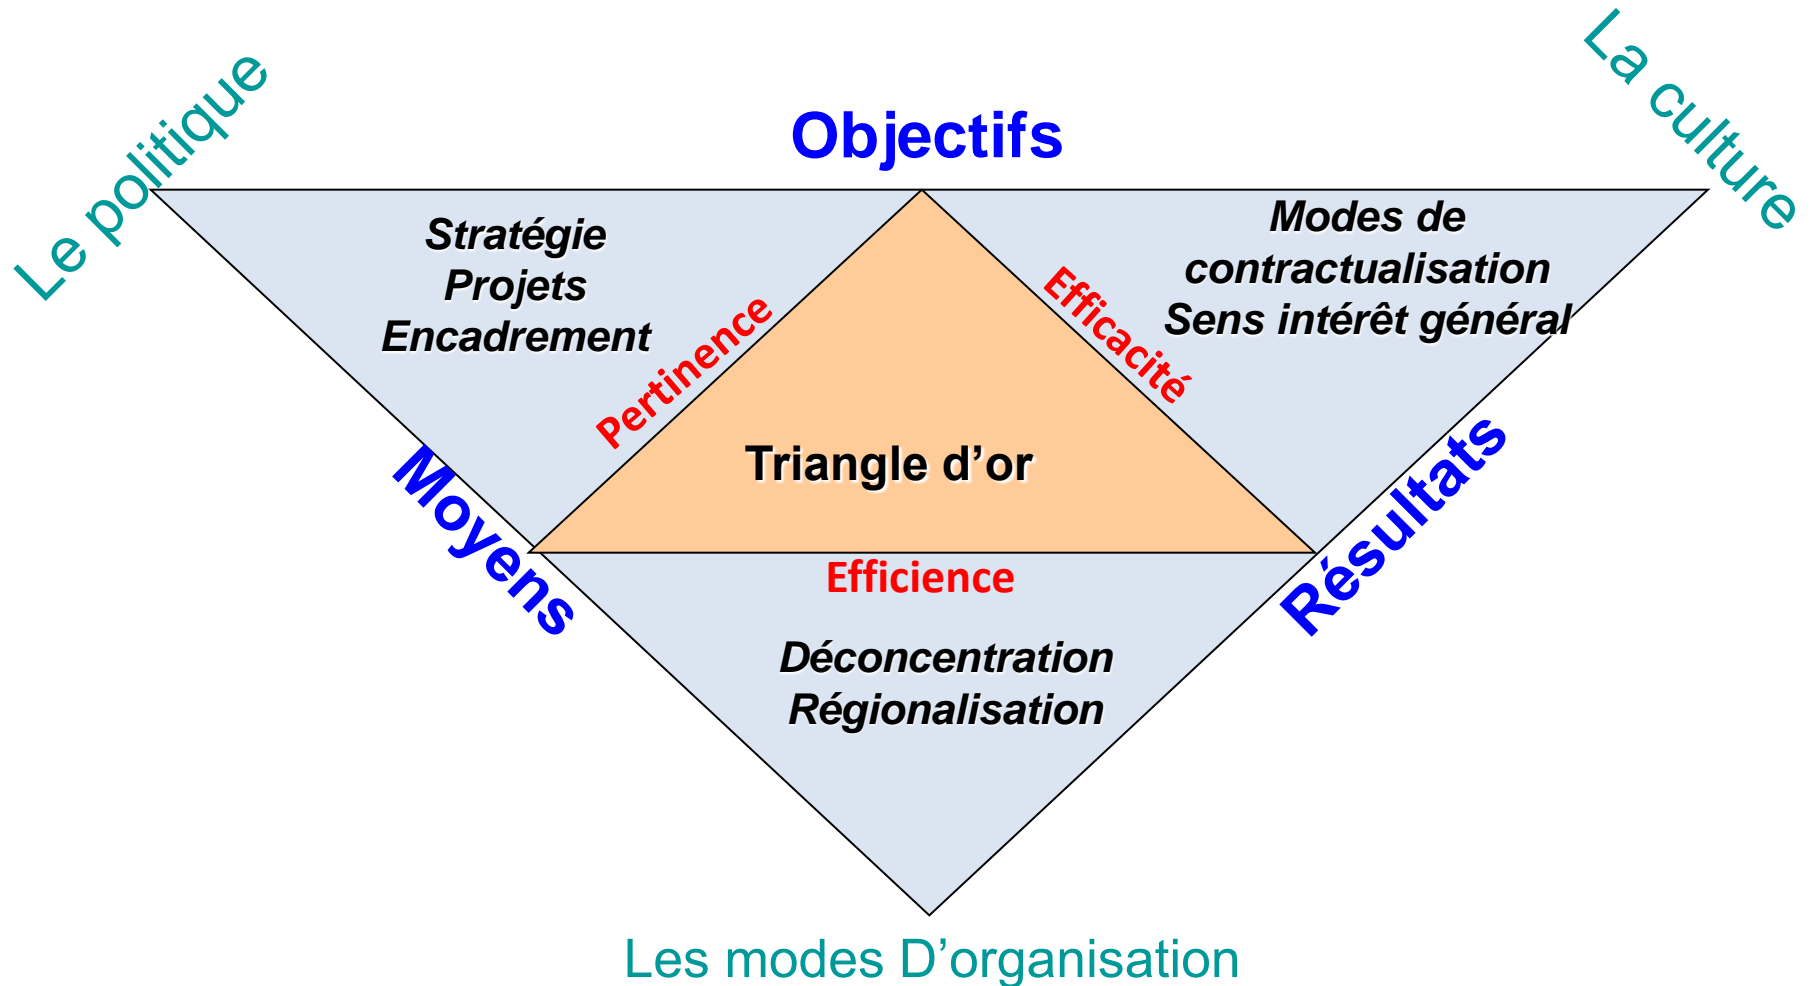 Le politique
La culture
Objectifs
Stratégie
Projets
Encadrement
Modes de
contractualisation
Sens intérêt général
Pertinence
Efficacité
Triangle d’or
Moyens
Résultats
Efficience
Déconcentration
Régionalisation
Les modes D’organisation